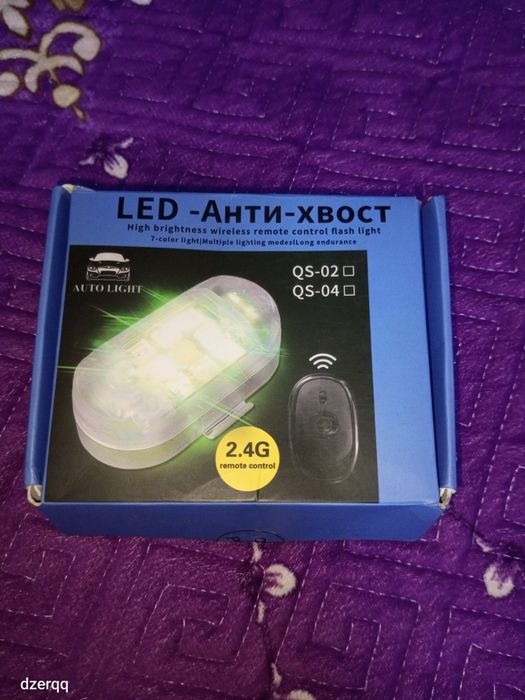 LED -Анти-хвост
High brightness wireless remote control flash light
7-color light|Multiple lighting modes|Long endurance
AUTO LIGHT
QS-02
QS-04
2.4G
remote control
dzerqq